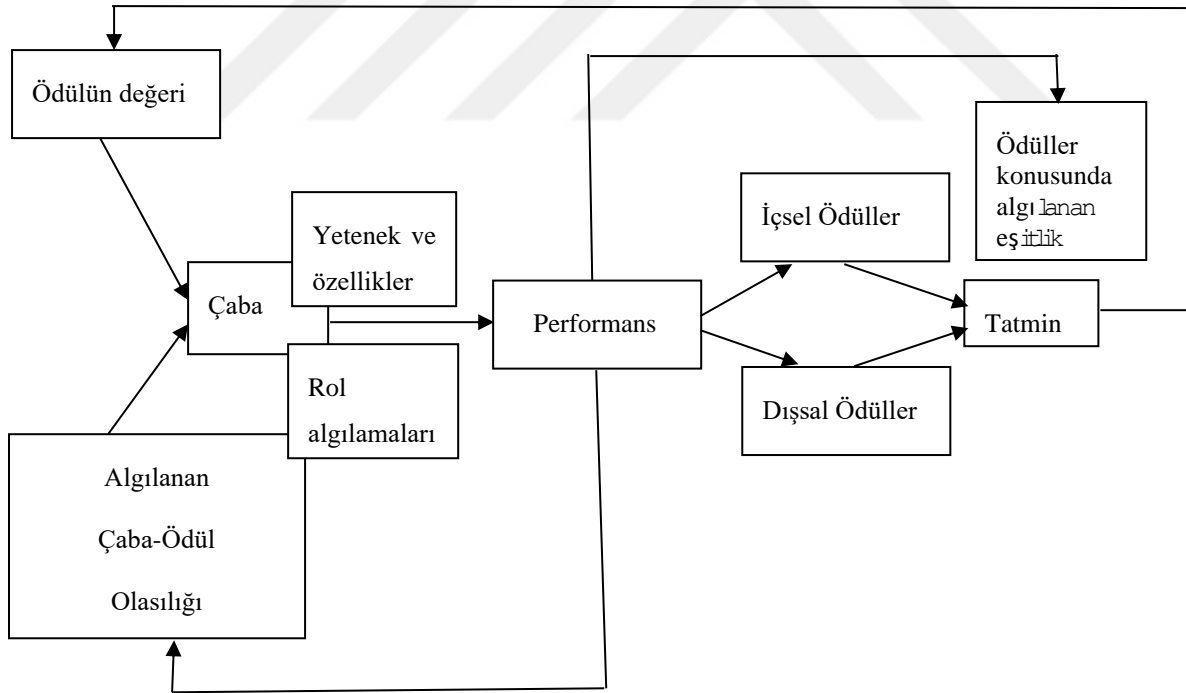 Ödülün değeri
Ödüller
konusunda
algılanan
eşitlik
Yetenek ve
özellikler
İçsel Ödüller
Çaba
Performans
Tatmin
Rol
algılamaları
Dışsal Ödüller
Algılanan
Çaba-Ödül
Olasılığı